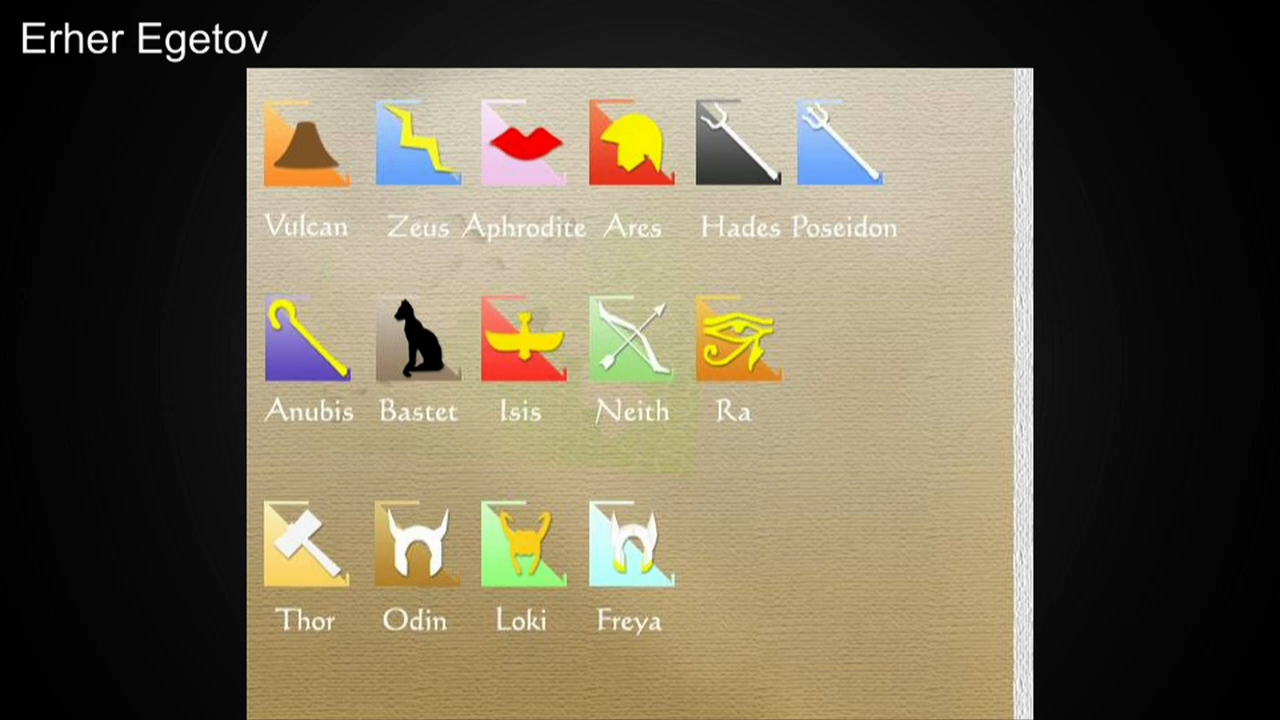 Erher Egetov
Vulcan Zeus Aphrodite Ares Hades Poseidon
Anubis Bastet Isis Neith Ra
Thor Odin Loki Freya